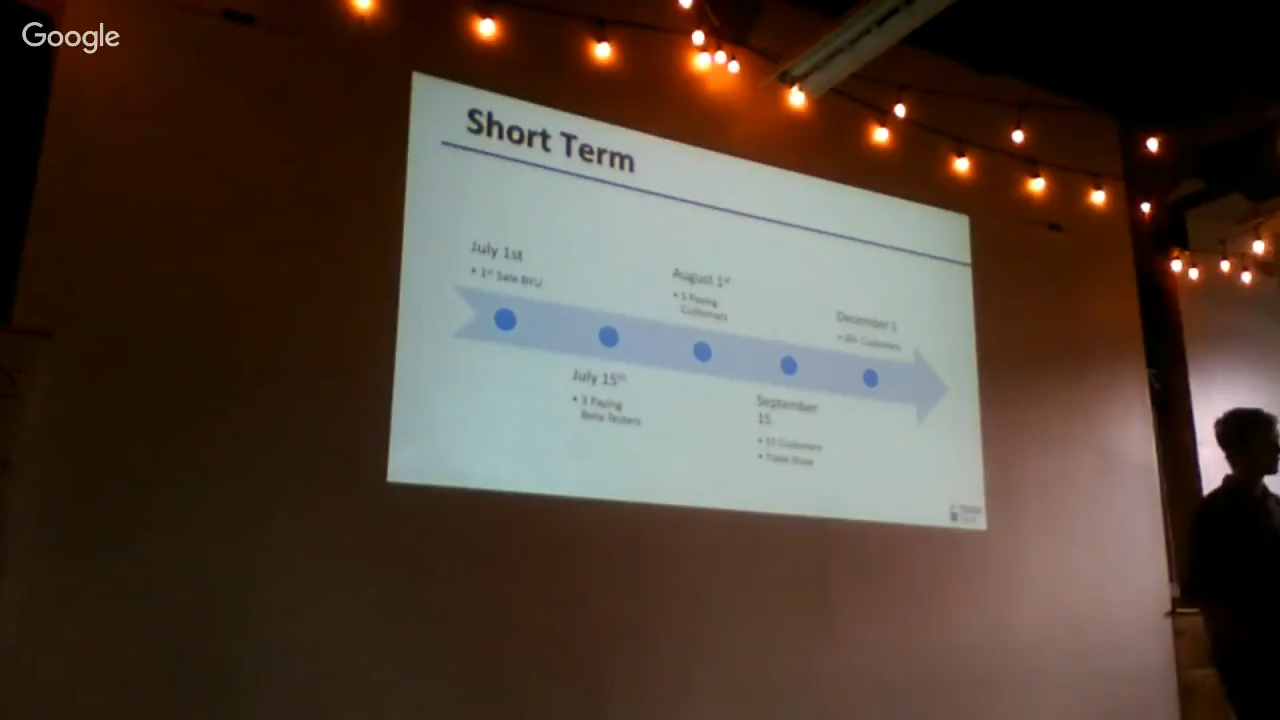 Google
Short Term
July 1st
• 1st Sale BYU
August 1st
• 5 Paying
Customers
December 1
Customers
July 15th
• 3 Paying
Beta Testers
September
15
• 15 Customers
• Trade Show